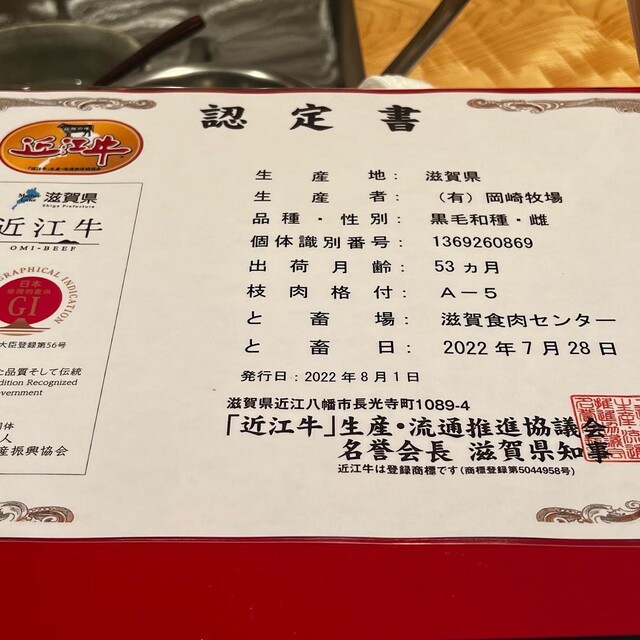 認定書
近江牛
滋賀県
Shiga Prefecture
近江牛
OMI-BEEF
GEOGRAPHICAL INDICATION
日本
GI
大臣登録第56号
た品質そして伝統
dition Recognized
vernment
団体
人
産振興協会
生産地: 滋賀県
生産者: (有) 岡崎牧場
品種・性別: 黒毛和種・雌
個体識別番号: 1369260869
出荷月齢: 53ヵ月
枝肉格付: A-5
と畜場: 滋賀食肉センター
と畜日: 2022年7月28日
発行日:2022年8月1日
滋賀県近江八幡市長光寺町1089-4
「近江牛」生産・流通推進協議会
名誉会長 滋賀県知事
近江牛は登録商標です(商標登録第5044958号)